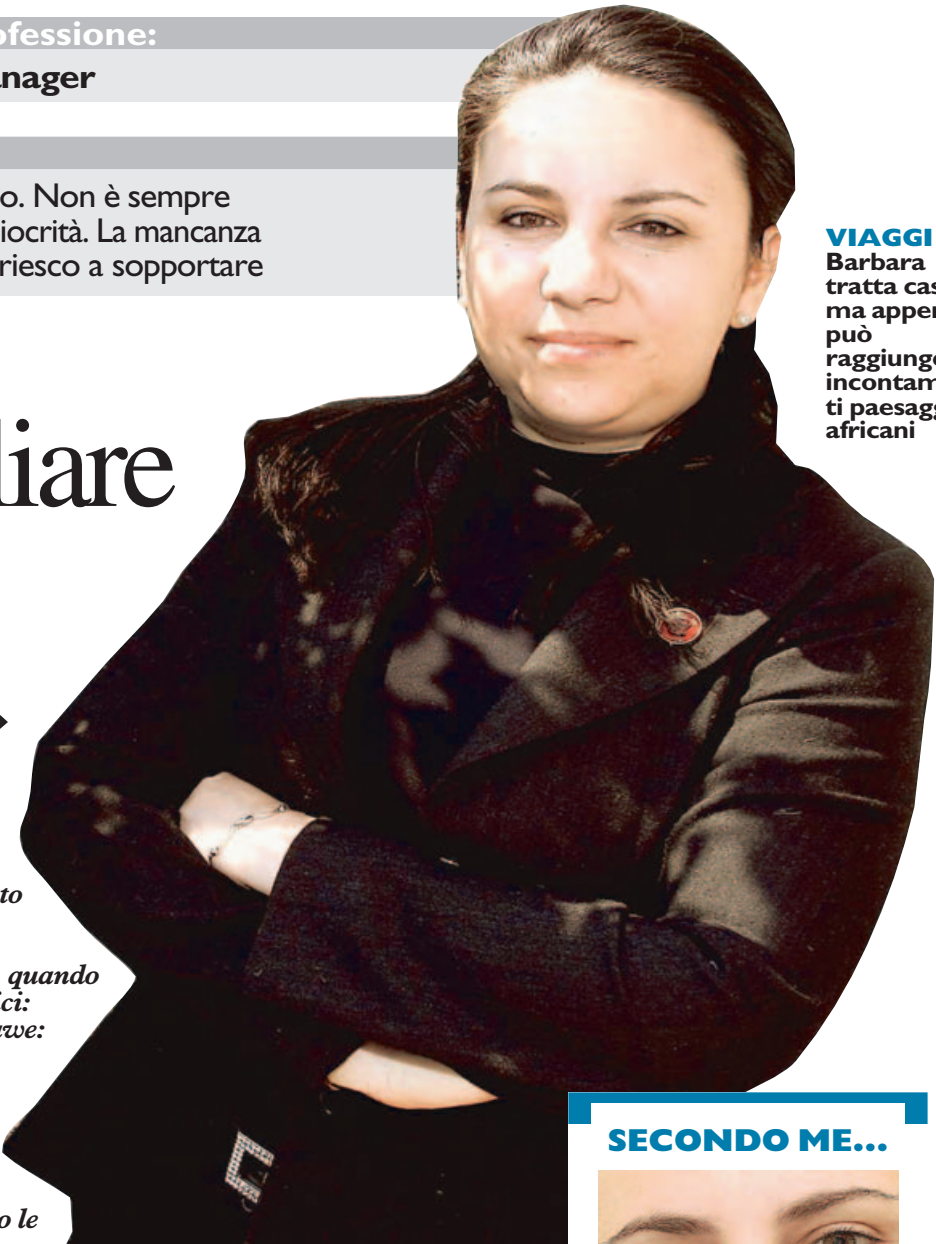 ofessione:
nager
o. Non è sempre
iocrità. La mancanza
riesco a sopportare
VIAGGI
Barbara
tratta cas
ma appen
può
raggiunge
incontam
ti paesagg
africani
liare
to
quando
ci:
we:
o le
SECONDO ME...